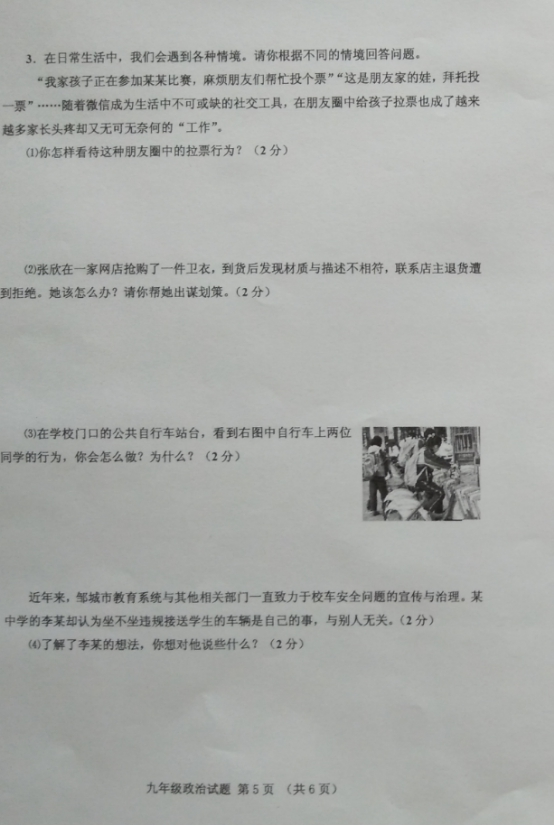 3．在日常生活中，我们会遇到各种情境。请你根据不同的情境回答问题。
“我家孩子正在参加某某比赛，麻烦朋友们帮忙投个票”“这是朋友家的娃，拜托投
一票”……随着微信成为生活中不可或缺的社交工具，在朋友圈中给孩子拉票也成了越来
越多家长头疼却又无可无奈何的“工作”。
⑴你怎样看待这种朋友圈中的拉票行为？（2分）
⑵张欣在一家网店抢购了一件卫衣，到货后发现材质与描述不相符，联系店主退货遭
到拒绝。她该怎么办？请你帮她出谋划策。（2分）
⑶在学校门口的公共自行车站台，看到右图中自行车上两位
同学的行为，你会怎么做？为什么？（2分）
近年来，邹城市教育系统与其他相关部门一直致力于校车安全问题的宣传与治理。某
中学的李某却认为坐不坐违规接送学生的车辆是自己的事，与别人无关。（2分）
⑷了解了李某的想法，你想对他说些什么？（2分）
九年级政治试题 第5页 （共6页）